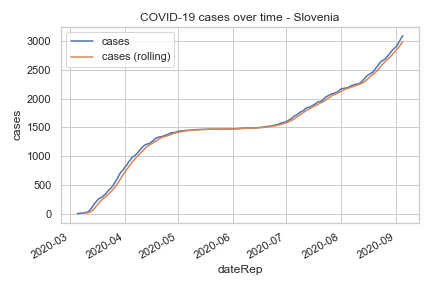 COVID-19 cases over time - Slovenia
cases
cases (rolling)
cases
3000
2500
2000
1500
1000
500
0
2020-03
2020-04
2020-05
2020-06
2020-07
2020-08
2020-09
dateRep